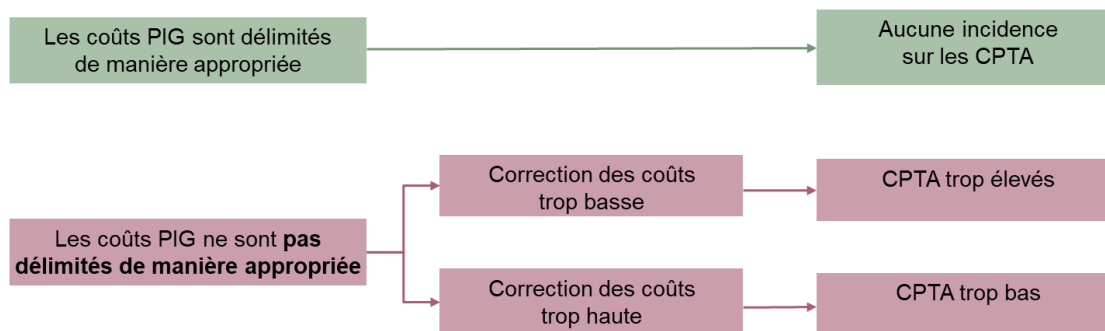 Les coûts PIG sont délimités
de manière appropriée
Aucune incidence
sur les CPTA
Correction des coûts
trop basse
CPTA trop élevés
Les coûts PIG ne sont pas
délimités de manière appropriée
Correction des coûts
trop haute
CPTA trop bas